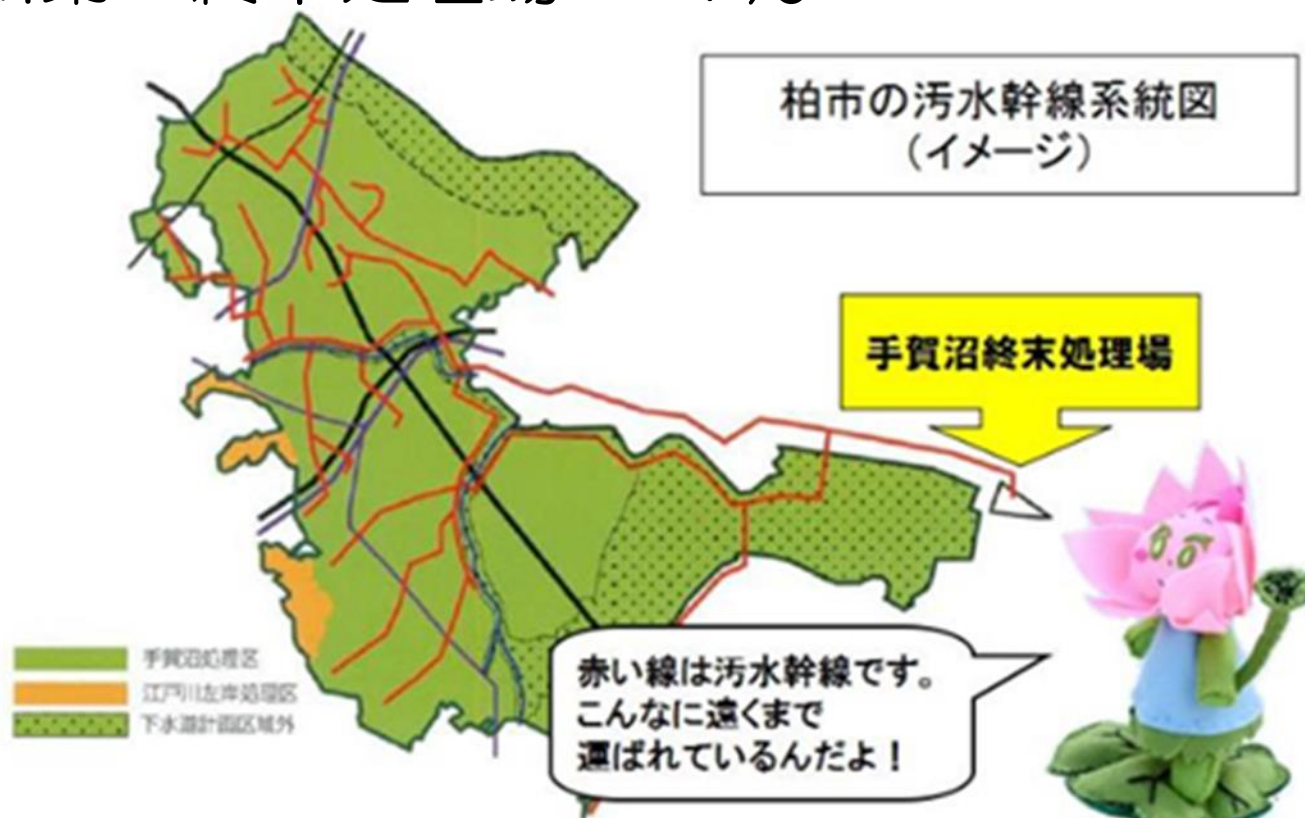 柏市の汚水幹線系統図
（イメージ）
手賀沼終末処理場
手賀沼処理区
江戸川左岸処理区
下水道計画区域外
赤い線は汚水幹線です。
こんなに遠くまで
運ばれているんだよ！